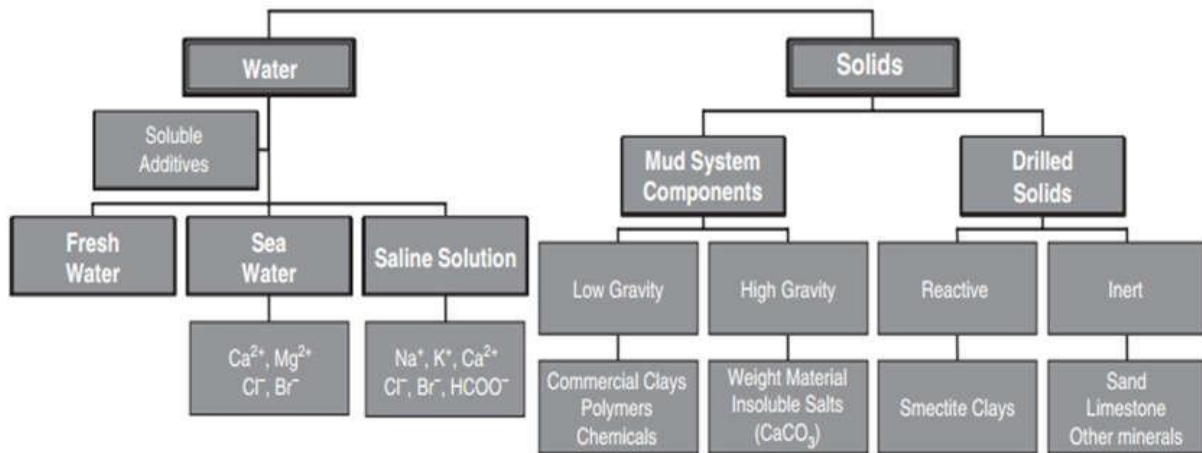 Water
Solids
Soluble
Additives
Mud System
Components
Drilled
Solids
Fresh
Water
Sea
Water
Saline Solution
Low Gravity
High Gravity
Reactive
Inert
Ca²⁺, Mg²⁺
Cl⁻, Br⁻
Na⁺, K⁺, Ca²⁺
Cl⁻, Br⁻, HCOO⁻
Commercial Clays
Polymers
Chemicals
Weight Material
Insoluble Salts
(CaCO₃)
Smectite Clays
Sand
Limestone
Other minerals